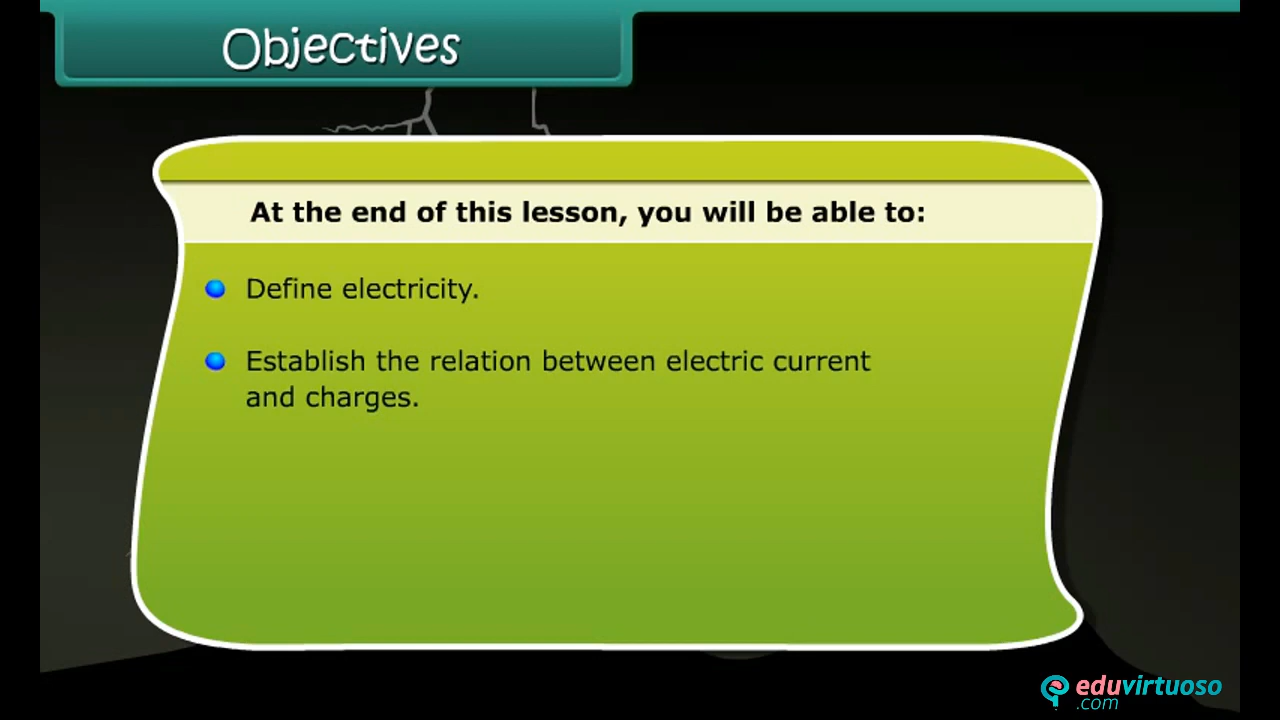 Objectives
At the end of this lesson, you will be able to:
Define electricity.
Establish the relation between electric current
and charges.
eduvirtuoso
.com